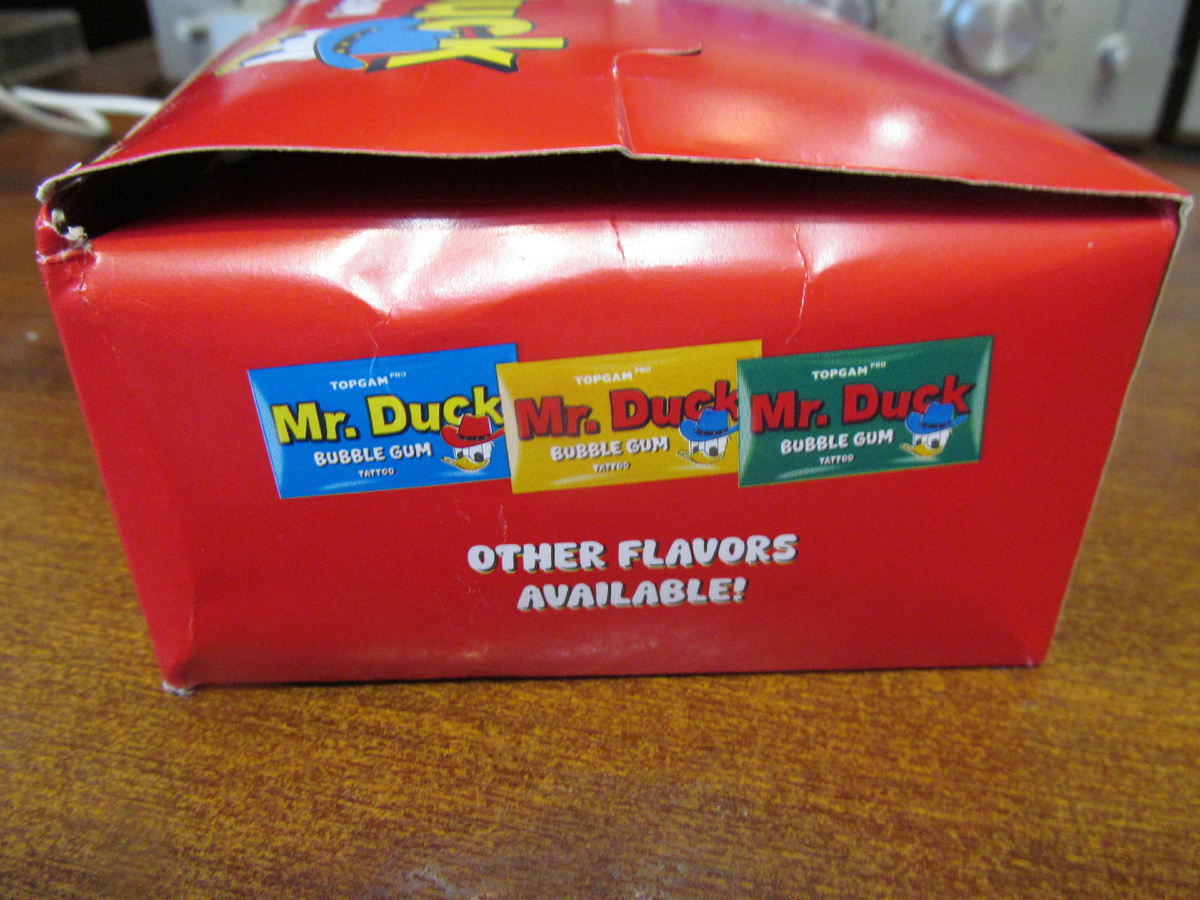 uck
TOPGAM PRO
Mr. Duck
BUBBLE GUM
TATTOO
TOPGAM PRO
Mr. Duck
BUBBLE GUM
TATTOO
TOPGAM PRO
Mr. Duck
BUBBLE GUM
TATTOO
OTHER FLAVORS
AVAILABLE!